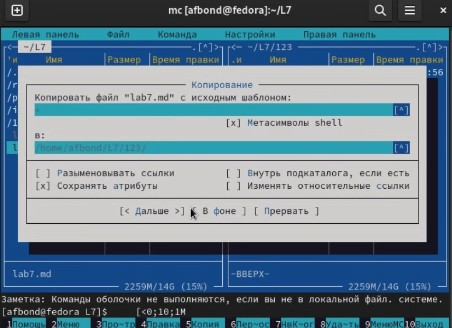 mc [afbond@fedora]:~/L7
Левая панель Файл Команда Настройки Правая панель
~/L7 .[^] ~/L7/123 .[^]
'и Имя Размер Время правки .и Имя Размер Время правки
/. :56
/r
/p
/i
/1
l
Копирование
Копировать файл "lab7.md" с исходным шаблоном:
* [^]
[x] Метасимволы shell
в:
/home/afbond/L7/123/ [^]
[ ] Разыменовывать ссылки [ ] Внутрь подкаталога, если есть
[x] Сохранять атрибуты [ ] Изменять относительные ссылки
[< Дальше >] [ В фоне ] [ Прервать ]
lab7.md -ВВЕРХ-
2259M/14G (15%) 2259M/14G (15%)
Заметка: Команды оболочки не выполняются, если вы не в локальной файл. системе.
[afbond@fedora L7]$ [<0;10;1M
1Помощь 2Меню 3Про~тр 4Правка 5Копия 6Пер~ос 7НвК~ог 8Уда~ть 9МенюMC 10Выход